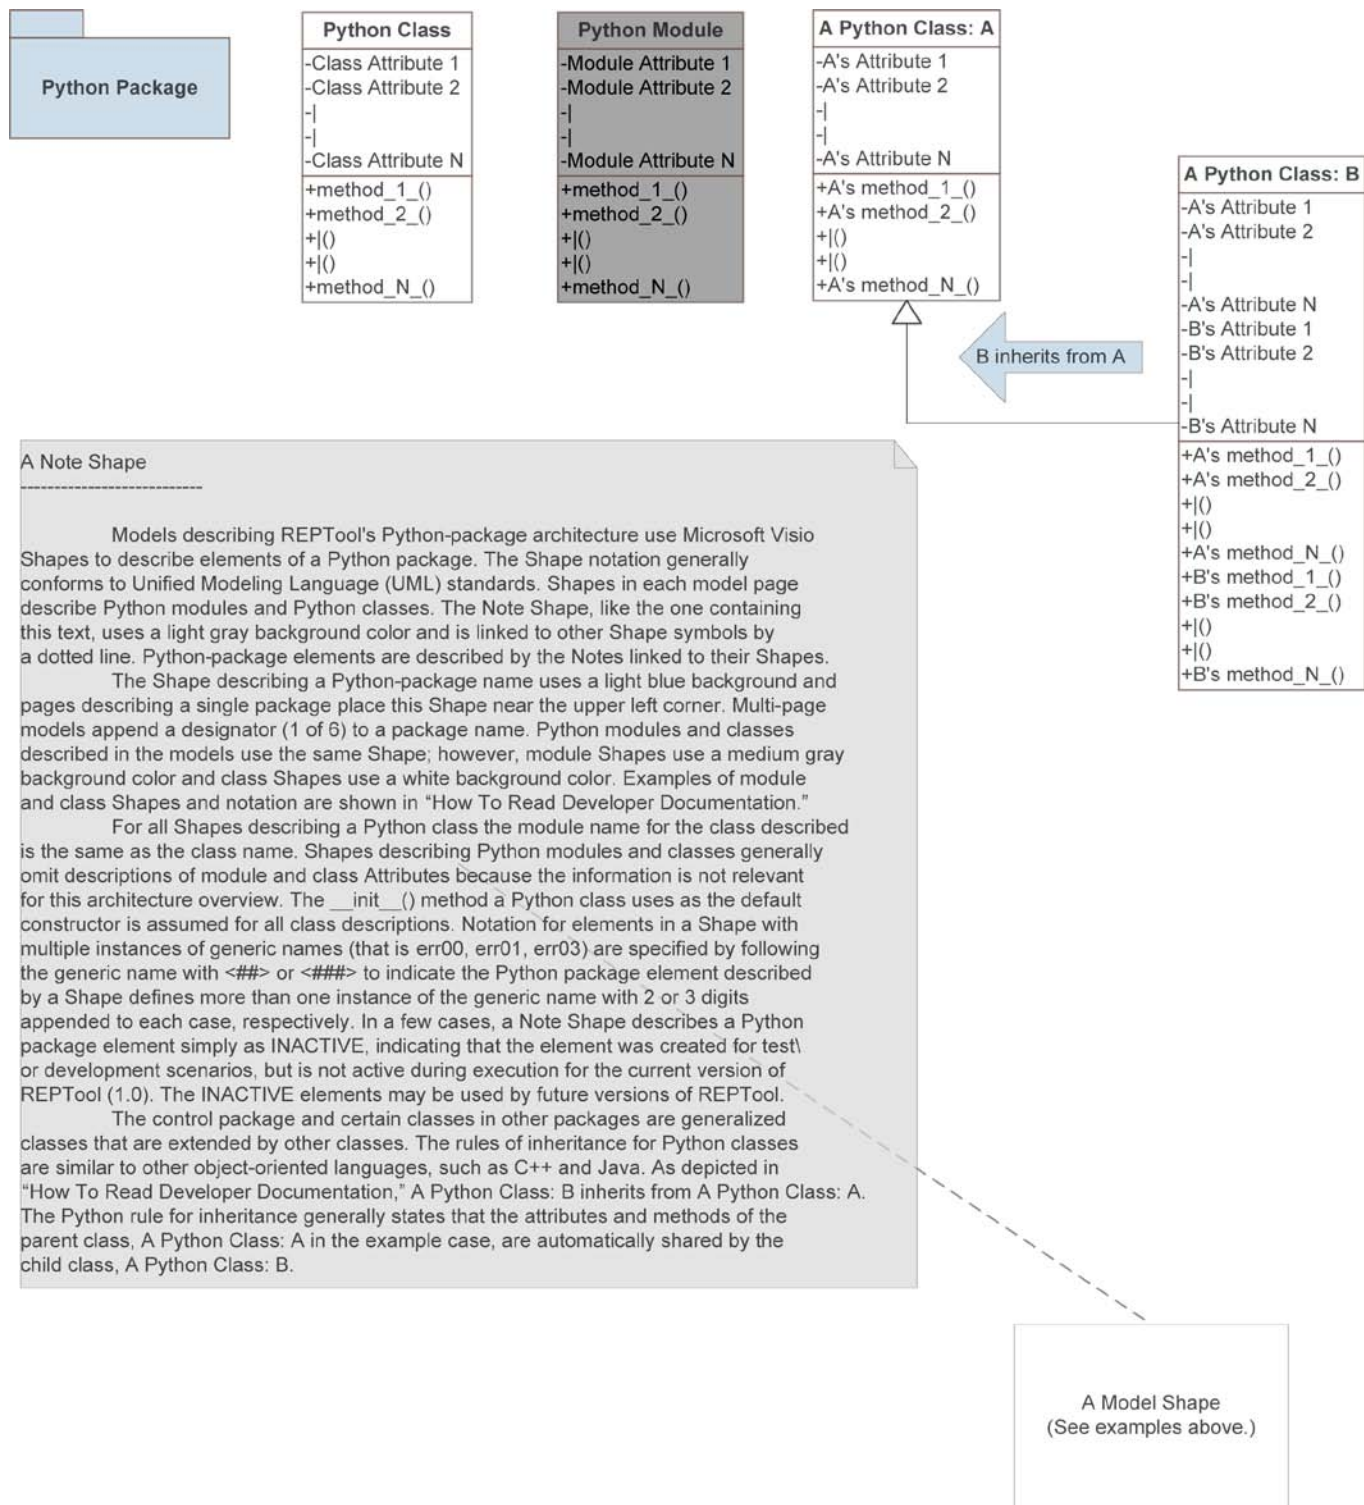 Python Package
Python Class
-Class Attribute 1
-Class Attribute 2
-|
-|
-Class Attribute N
+method_1_()
+method_2_()
+|()
+|()
+method_N_()
Python Module
-Module Attribute 1
-Module Attribute 2
-|
-|
-Module Attribute N
+method_1_()
+method_2_()
+|()
+|()
+method_N_()
A Python Class: A
-A's Attribute 1
-A's Attribute 2
-|
-|
-A's Attribute N
+A's method_1_()
+A's method_2_()
+|()
+|()
+A's method_N_()
B inherits from A
A Python Class: B
-A's Attribute 1
-A's Attribute 2
-|
-|
-A's Attribute N
-B's Attribute 1
-B's Attribute 2
-|
-|
-B's Attribute N
+A's method_1_()
+A's method_2_()
+|()
+|()
+A's method_N_()
+B's method_1_()
+B's method_2_()
+|()
+|()
+B's method_N_()
A Note Shape
---------------------------
Models describing REPTool's Python-package architecture use Microsoft Visio
Shapes to describe elements of a Python package. The Shape notation generally
conforms to Unified Modeling Language (UML) standards. Shapes in each model page
describe Python modules and Python classes. The Note Shape, like the one containing
this text, uses a light gray background color and is linked to other Shape symbols by
a dotted line. Python-package elements are described by the Notes linked to their Shapes.
The Shape describing a Python-package name uses a light blue background and
pages describing a single package place this Shape near the upper left corner. Multi-page
models append a designator (1 of 6) to a package name. Python modules and classes
described in the models use the same Shape; however, module Shapes use a medium gray
background color and class Shapes use a white background color. Examples of module
and class Shapes and notation are shown in “How To Read Developer Documentation.”
For all Shapes describing a Python class the module name for the class described
is the same as the class name. Shapes describing Python modules and classes generally
omit descriptions of module and class Attributes because the information is not relevant
for this architecture overview. The __init__() method a Python class uses as the default
constructor is assumed for all class descriptions. Notation for elements in a Shape with
multiple instances of generic names (that is err00, err01, err03) are specified by following
the generic name with <##> or <###> to indicate the Python package element described
by a Shape defines more than one instance of the generic name with 2 or 3 digits
appended to each case, respectively. In a few cases, a Note Shape describes a Python
package element simply as INACTIVE, indicating that the element was created for test\
or development scenarios, but is not active during execution for the current version of
REPTool (1.0). The INACTIVE elements may be used by future versions of REPTool.
The control package and certain classes in other packages are generalized
classes that are extended by other classes. The rules of inheritance for Python classes
are similar to other object-oriented languages, such as C++ and Java. As depicted in
“How To Read Developer Documentation,” A Python Class: B inherits from A Python Class: A.
The Python rule for inheritance generally states that the attributes and methods of the
parent class, A Python Class: A in the example case, are automatically shared by the
child class, A Python Class: B.
A Model Shape
(See examples above.)